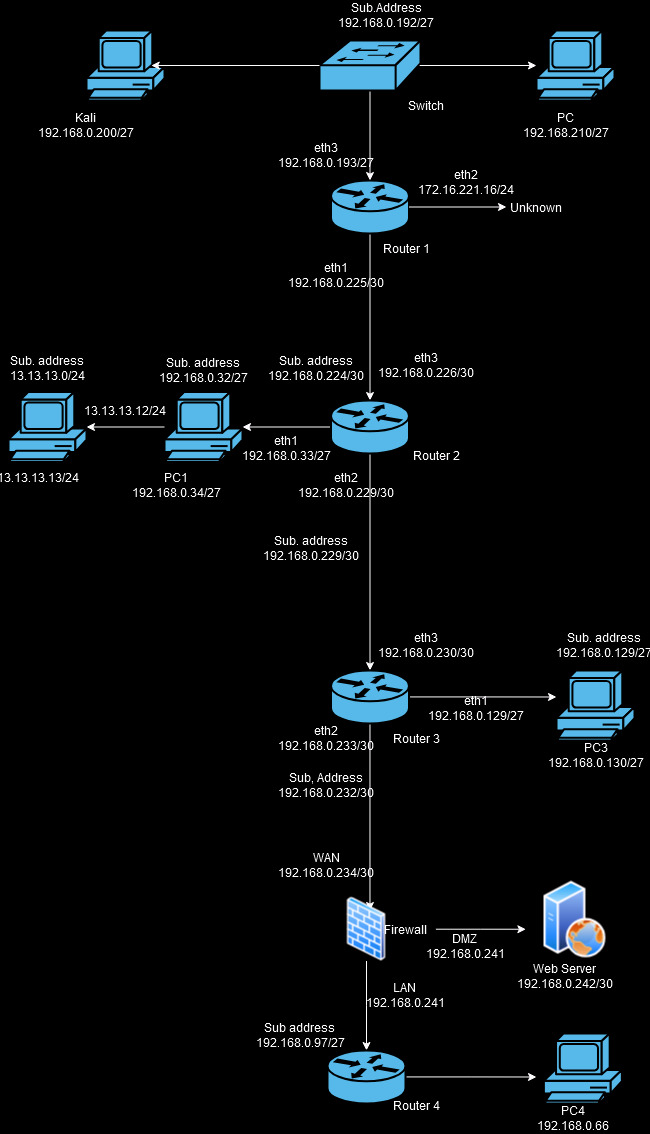 Sub.Address
192.168.0.192/27
Kali
192.168.0.200/27
Switch
PC
192.168.210/27
eth3
192.168.0.193/27
eth2
172.16.221.16/24
Unknown
Router 1
eth1
192.168.0.225/30
Sub. address
13.13.13.0/24
Sub. address
192.168.0.32/27
Sub. address
192.168.0.224/30
eth3
192.168.0.226/30
13.13.13.12/24
eth1
192.168.0.33/27
Router 2
13.13.13.13/24
PC1
192.168.0.34/27
eth2
192.168.0.229/30
Sub. address
192.168.0.229/30
eth3
192.168.0.230/30
Sub. address
192.168.0.129/27
eth1
192.168.0.129/27
eth2
192.168.0.233/30
Router 3
PC3
192.168.0.130/27
Sub, Address
192.168.0.232/30
WAN
192.168.0.234/30
Firewall
DMZ
192.168.0.241
Web Server
192.168.0.242/30
LAN
192.168.0.241
Sub address
192.168.0.97/27
Router 4
PC4
192.168.0.66